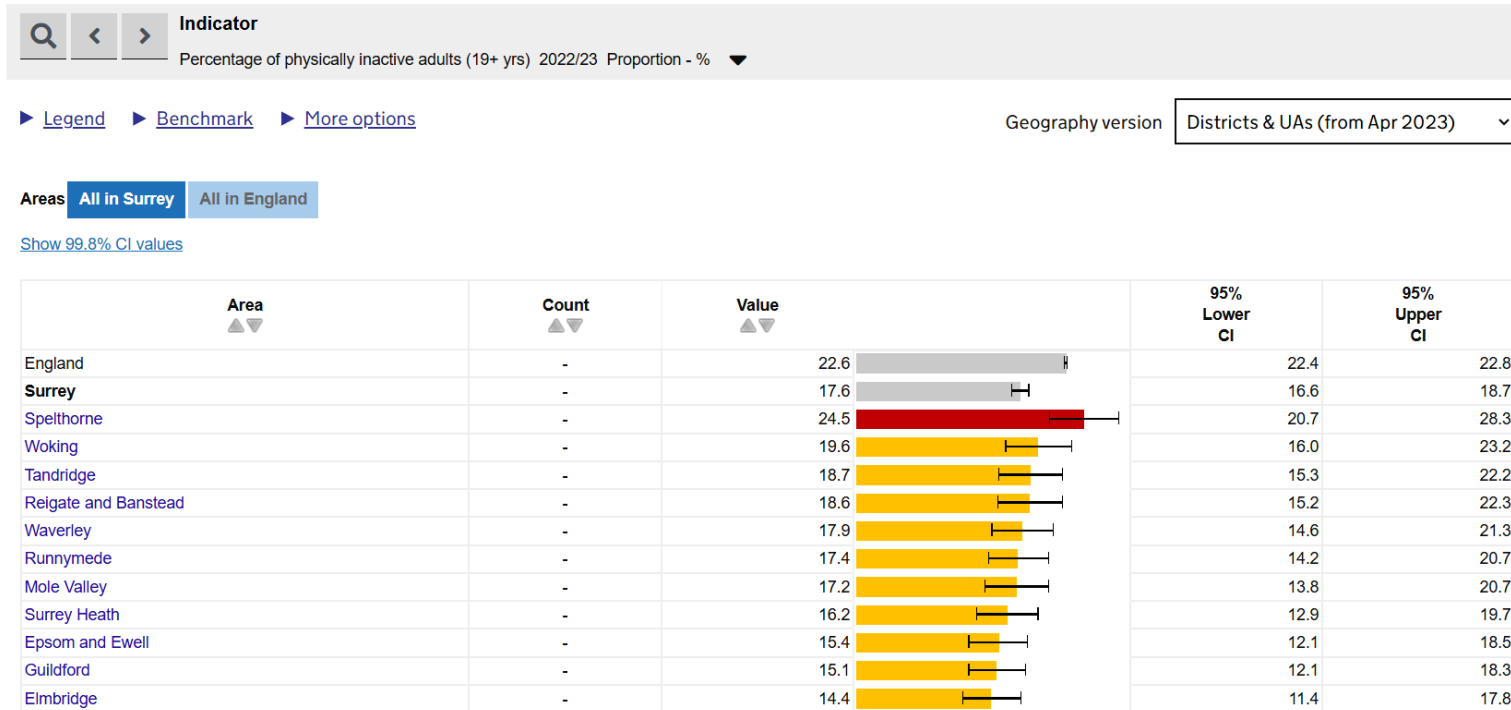 Indicator
Percentage of physically inactive adults (19+ yrs) 2022/23 Proportion - %
Legend Benchmark More options
Geography version Districts & UAs (from Apr 2023)
Areas All in Surrey All in England
Show 99.8% CI values
Area Count Value 95% Lower CI 95% Upper CI
England - 22.6 22.4 22.8
Surrey - 17.6 16.6 18.7
Spelthorne - 24.5 20.7 28.3
Woking - 19.6 16.0 23.2
Tandridge - 18.7 15.3 22.2
Reigate and Banstead - 18.6 15.2 22.3
Waverley - 17.9 14.6 21.3
Runnymede - 17.4 14.2 20.7
Mole Valley - 17.2 13.8 20.7
Surrey Heath - 16.2 12.9 19.7
Epsom and Ewell - 15.4 12.1 18.5
Guildford - 15.1 12.1 18.3
Elmbridge - 14.4 11.4 17.8